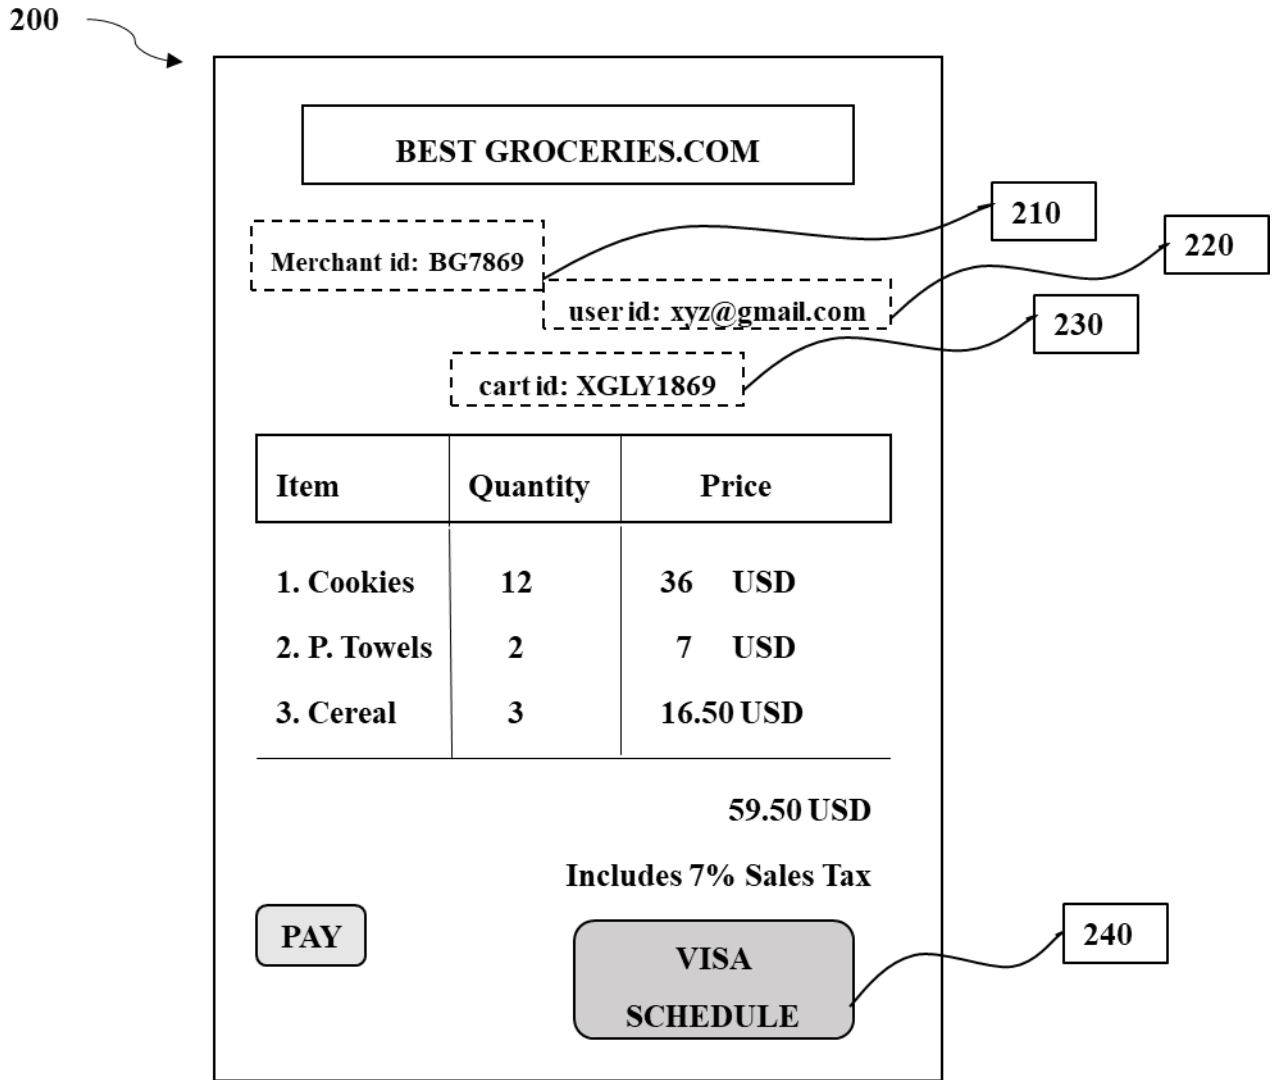 200
BEST GROCERIES.COM
Merchant id: BG7869
210
220
user id: xyz@gmail.com
230
cart id: XGLY1869
Item Quantity Price
1. Cookies 12 36 USD
2. P. Towels 2 7 USD
3. Cereal 3 16.50 USD
59.50 USD
Includes 7% Sales Tax
PAY
VISA
SCHEDULE
240